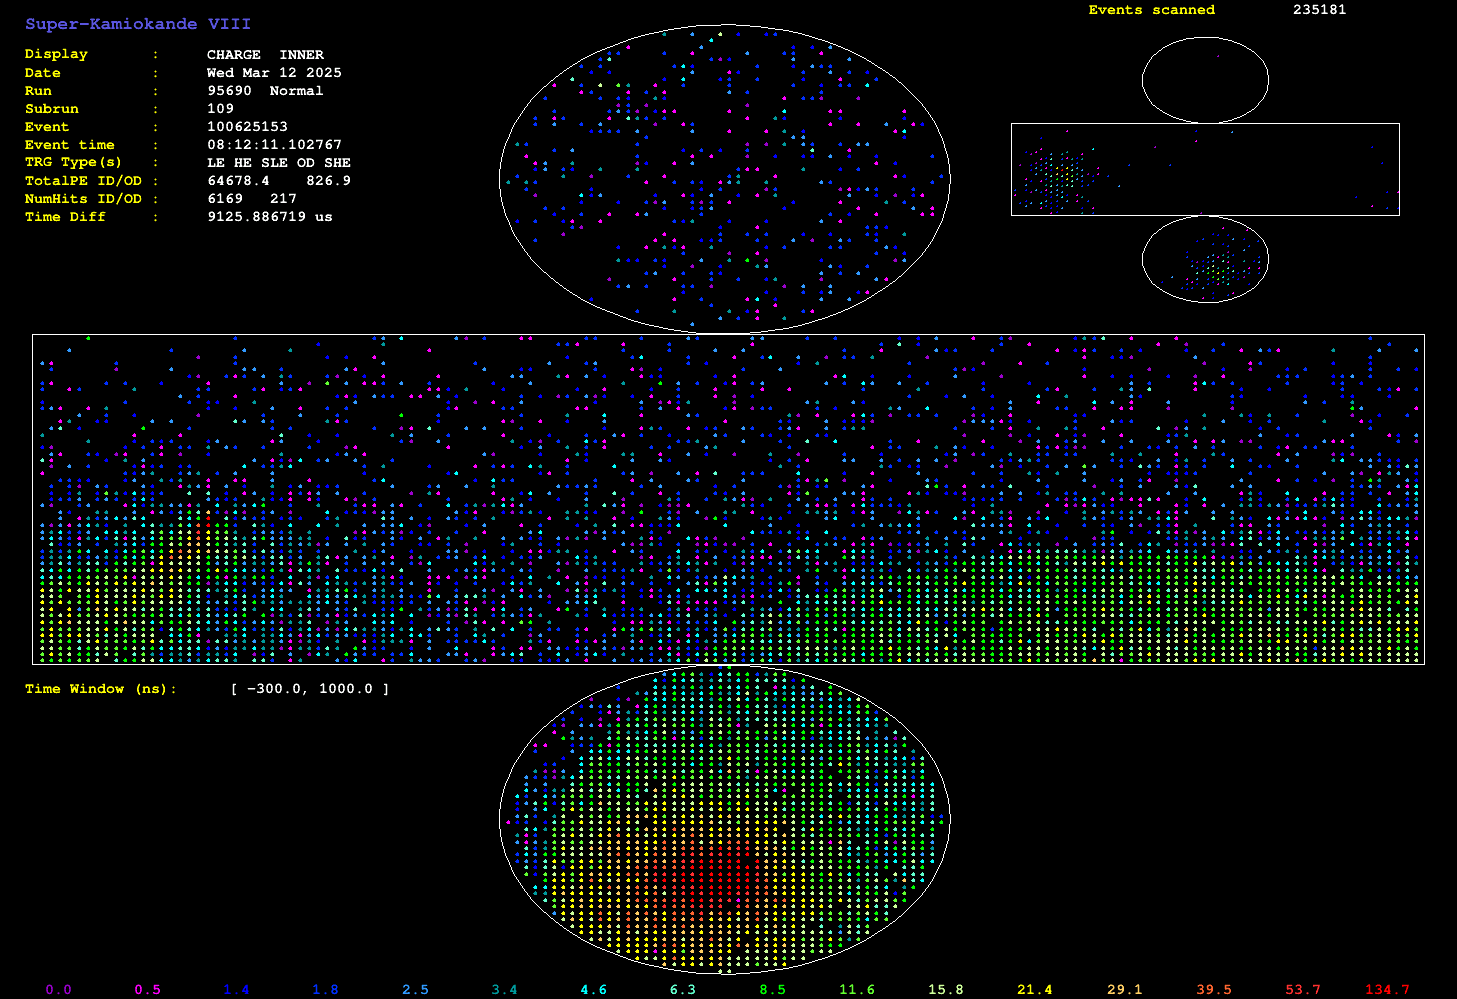 Super-Kamiokande VIII
Display : CHARGE INNER
Date : Wed Mar 12 2025
Run : 95690 Normal
Subrun : 109
Event : 100625153
Event time : 08:12:11.102767
TRG Type(s) : LE HE SLE OD SHE
TotalPE ID/OD : 64678.4 826.9
NumHits ID/OD : 6169 217
Time Diff : 9125.886719 us
Events scanned 235181
Time Window (ns): [ -300.0, 1000.0 ]
0.0 0.5 1.4 1.8 2.5 3.4 4.6 6.3 8.5 11.6 15.8 21.4 29.1 39.5 53.7 134.7